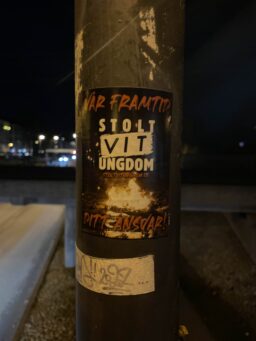 VÅR FRAMTID
STOLT
VIT
UNGDOM
DITT ANSVAR!